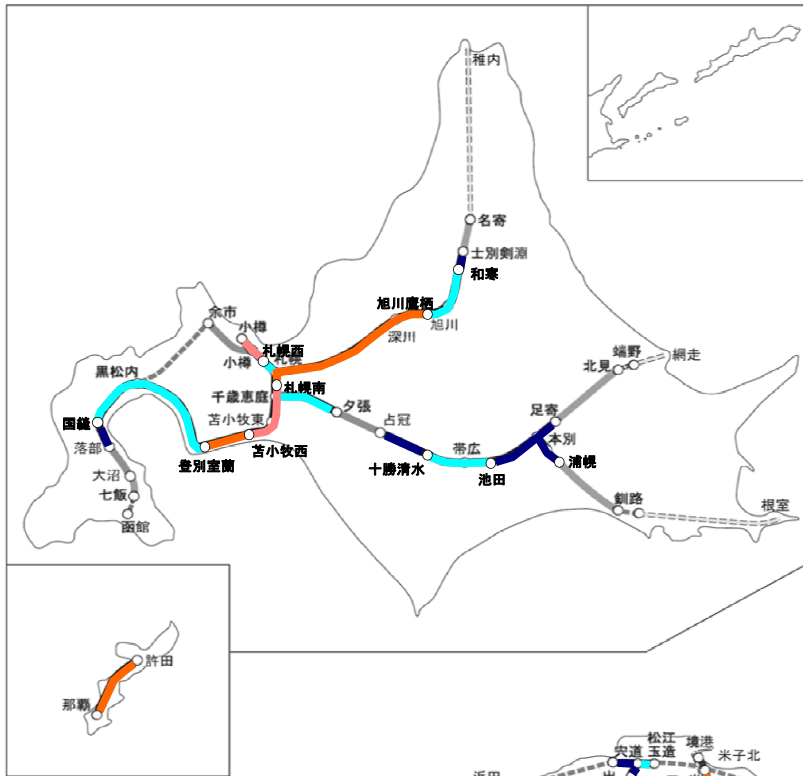 稚内
名寄
士別剣淵
和寒
旭川鷹栖
旭川
深川
余市
小樽
札幌西
小樽
札幌
黒松内
端野
網走
北見
千歳恵庭
札幌南
夕張
足寄
国縫
苫小牧東
占冠
本別
落部
登別室蘭
苫小牧西
十勝清水
帯広
池田
浦幌
大沼
七飯
函館
釧路
根室
許田
那覇
松江
玉造
宍道
境港
米子北